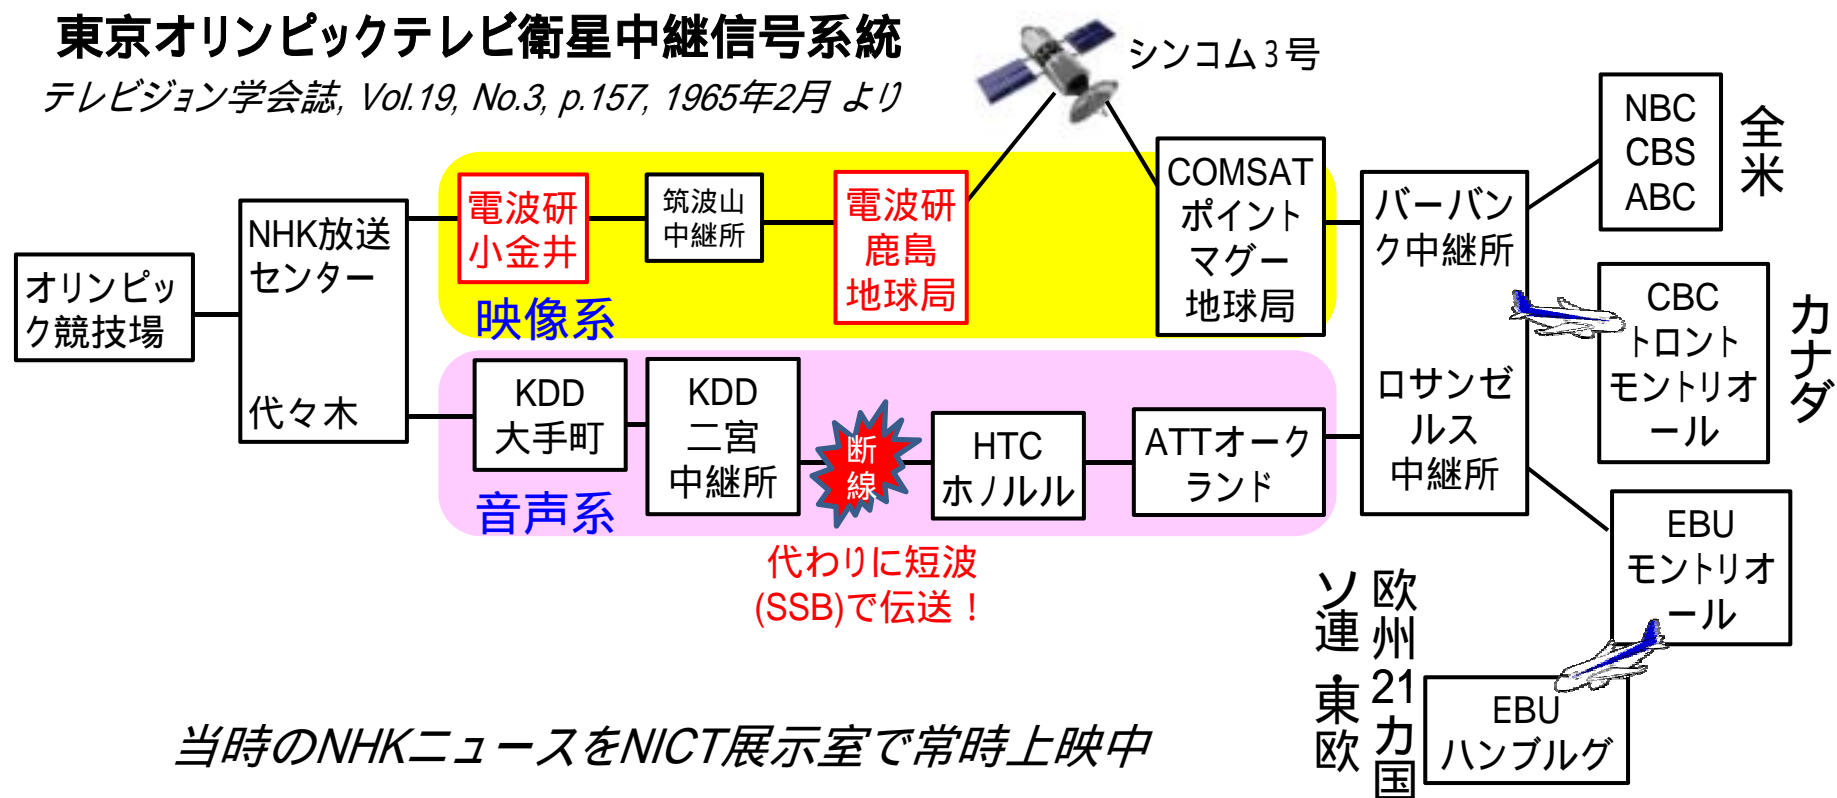 東京オリンピックテレビ衛星中継信号系統
テレビジョン学会誌, Vol.19, No.3, p.157, 1965年2月 より
シンコム3号
オリンピッ
ク競技場
NHK放送
センター
代々木
電波研
小金井
筑波山
中継所
電波研
鹿島
地球局
映像系
COMSAT
ポイント
マグー
地球局
KDD
大手町
KDD
二宮
中継所
断
線
HTC
ホノルル
ATTオーク
ランド
音声系
代わりに短波
(SSB)で伝送！
バーバン
ク中継所
ロサンゼ
ルス
中継所
NBC
CBS
ABC
全米
CBC
トロント
モントリオ
ール
カナダ
EBU
モントリオ
ール
EBU
ハンブルグ
欧州21カ国
ソ連・東欧
当時のNHKニュースをNICT展示室で常時上映中